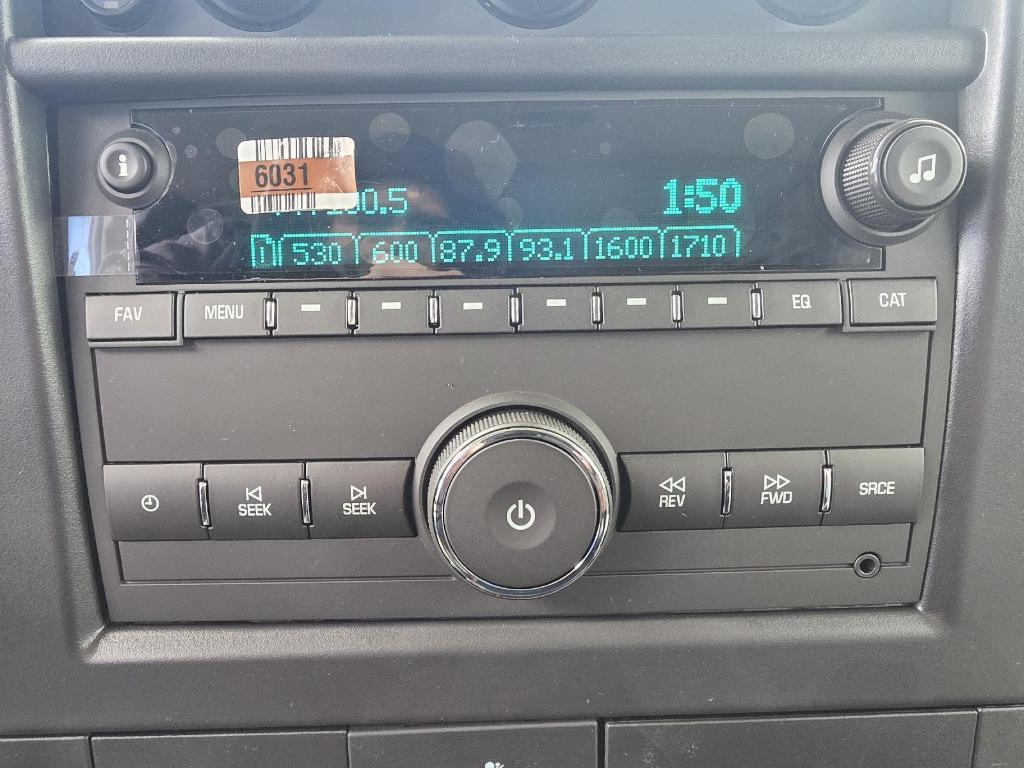 6031
1:50
530 600 87.9 93.1 1600 1710
FAV MENU EQ CAT
SEEK SEEK REV FWD SRCE